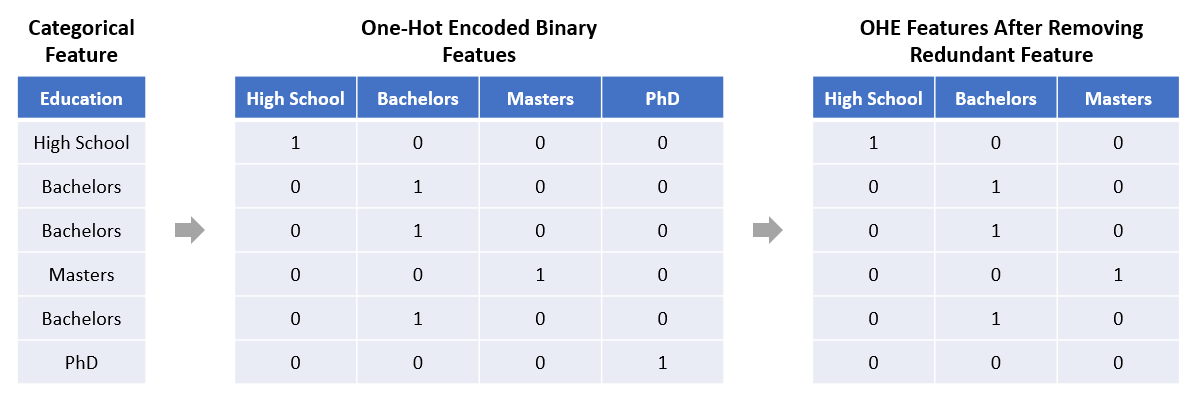 Categorical
Feature
One-Hot Encoded Binary
Featues
OHE Features After Removing
Redundant Feature
Education
High School
Bachelors
Bachelors
Masters
Bachelors
PhD
High School Bachelors Masters PhD
1 0 0 0
0 1 0 0
0 1 0 0
0 0 1 0
0 1 0 0
0 0 0 1
High School Bachelors Masters
1 0 0
0 1 0
0 1 0
0 0 1
0 1 0
0 0 0